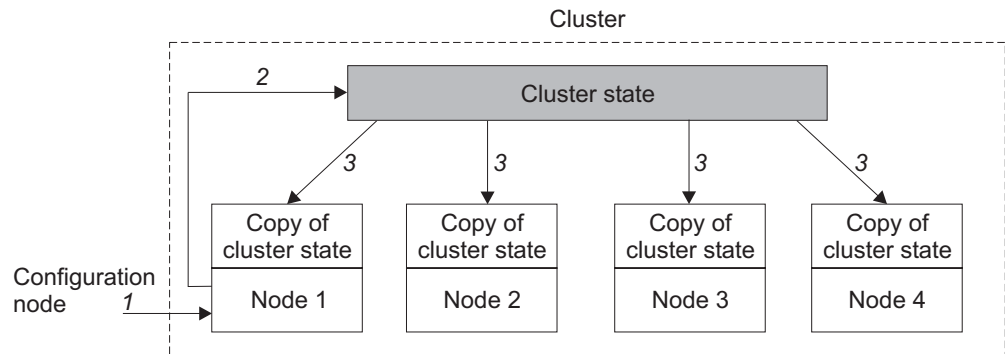 Cluster
2
Cluster state
3
3
3
3
Copy of
cluster state
Copy of
cluster state
Copy of
cluster state
Copy of
cluster state
Configuration
node
1
Node 1
Node 2
Node 3
Node 4